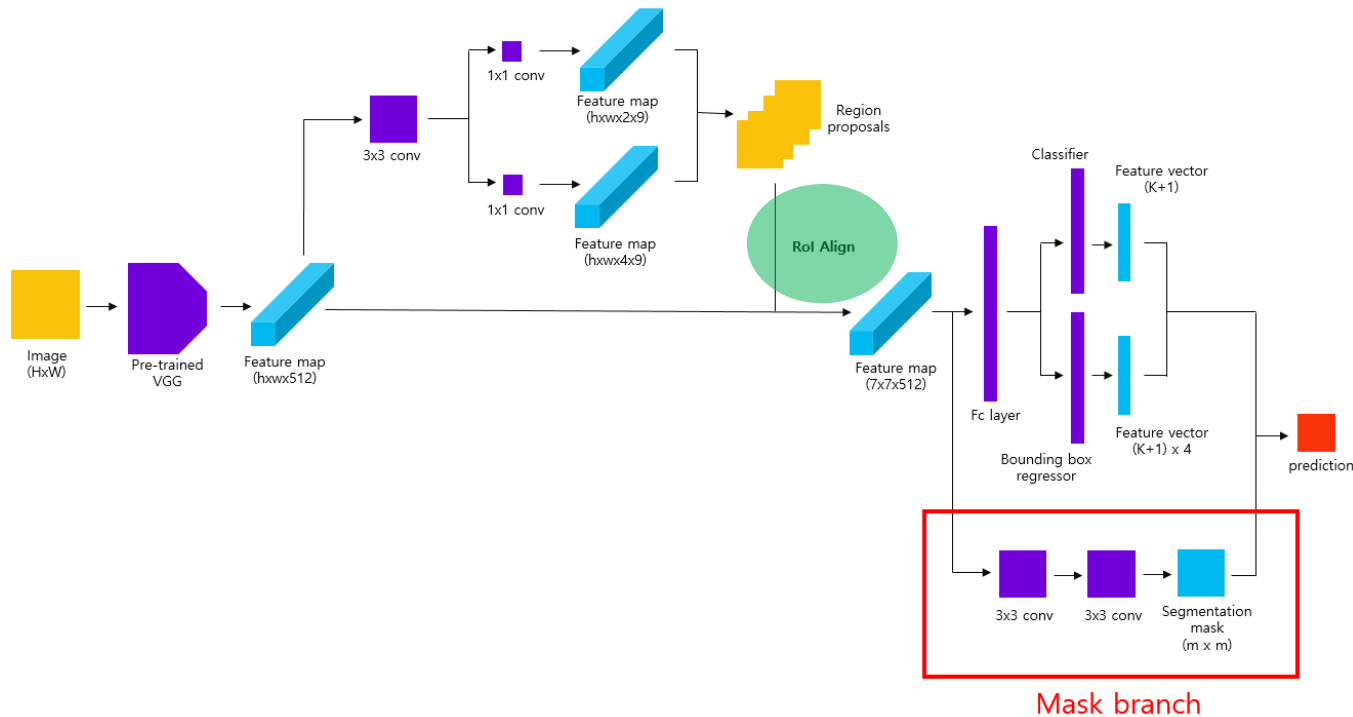 1x1 conv
Feature map
(hxwx2x9)
Region
proposals
3x3 conv
1x1 conv
Feature map
(hxwx4x9)
RoI Align
Classifier
Feature vector
(K+1)
Image
(HxW)
Pre-trained
VGG
Feature map
(hxwx512)
Feature map
(7x7x512)
Fc layer
Bounding box
regressor
Feature vector
(K+1) x 4
prediction
3x3 conv
3x3 conv
Segmentation
mask
(m x m)
Mask branch